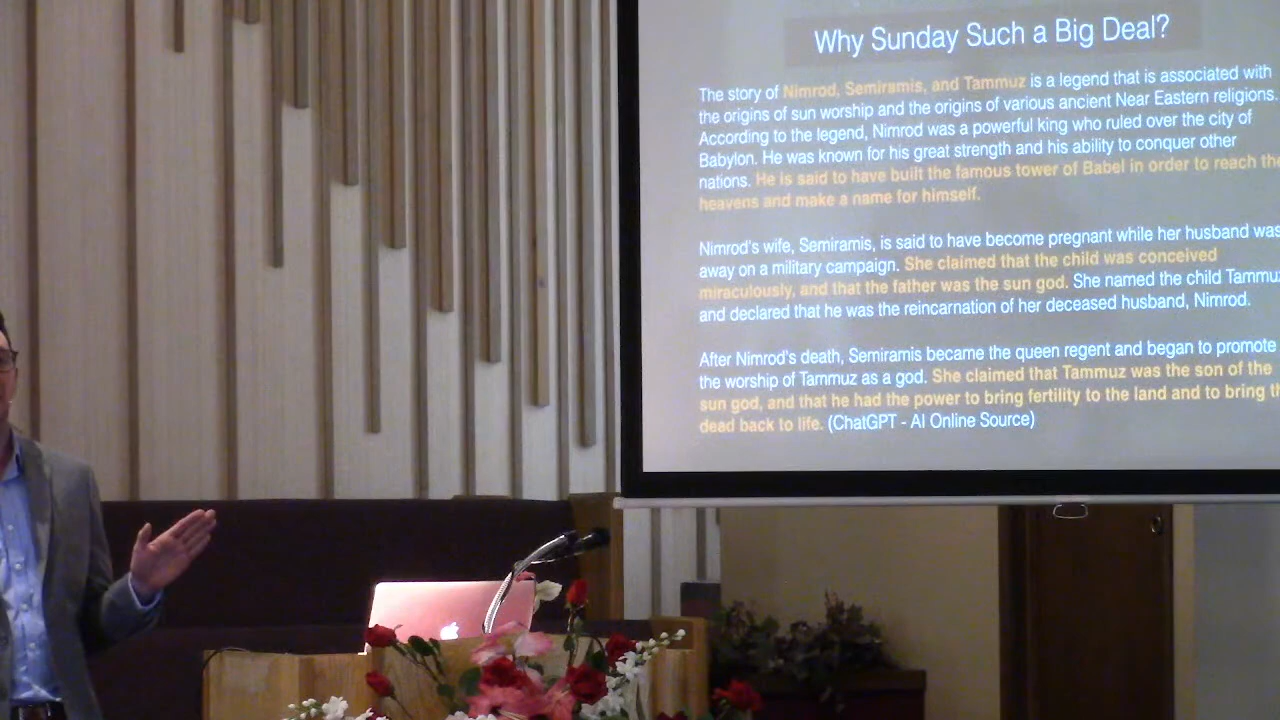 Why Sunday Such a Big Deal?
The story of Nimrod, Semiramis, and Tammuz is a legend that is associated with
the origins of sun worship and the origins of various ancient Near Eastern religions.
According to the legend, Nimrod was a powerful king who ruled over the city of
Babylon. He was known for his great strength and his ability to conquer other
nations. He is said to have built the famous tower of Babel in order to reach the
heavens and make a name for himself.
Nimrod's wife, Semiramis, is said to have become pregnant while her husband was
away on a military campaign. She claimed that the child was conceived
miraculously, and that the father was the sun god. She named the child Tammuz
and declared that he was the reincarnation of her deceased husband, Nimrod.
After Nimrod's death, Semiramis became the queen regent and began to promote
the worship of Tammuz as a god. She claimed that Tammuz was the son of the
sun god, and that he had the power to bring fertility to the land and to bring th
dead back to life. (ChatGPT - AI Online Source)